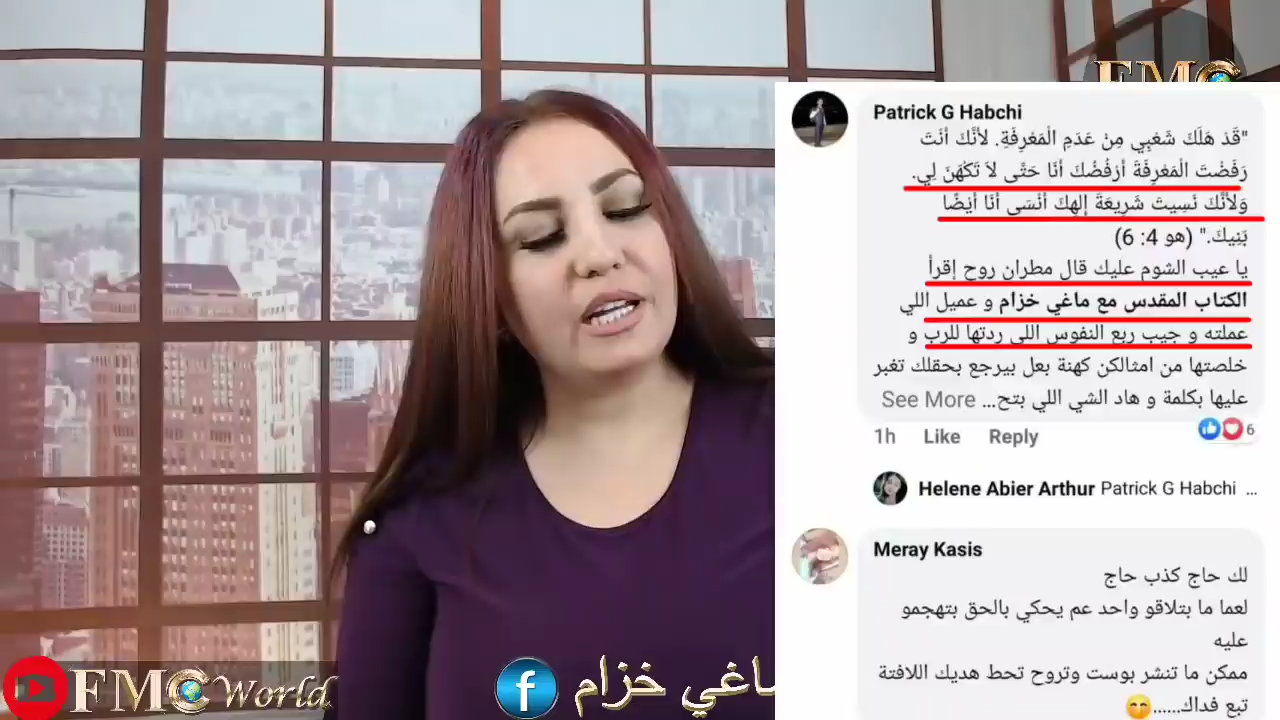 FMC
Patrick G Habchi
"قَدْ هَلَكَ شَعْبِي مِنْ عَدَمِ الْمَعْرِفَةِ. لأَنَّكَ أَنْتَ
رَفَضْتَ الْمَعْرِفَةَ أَرْفُضُكَ أَنَا حَتَّى لاَ تَكْهَنَ لِي.
وَلأَنَّكَ نَسِيتَ شَرِيعَةَ إِلهِكَ أَنْسَى أَنَا أَيْضًا
بَنِيكَ." (هو 4: 6)
يا عيب الشوم عليك قال مطران روح إقرأ
الكتاب المقدس مع ماغي خزام و عميل اللي
عملته و جيب ربع النفوس اللي ردتها للرب و
خلصتها من امثالكن كهنة بعل بيرجع بحقلك تغبر
عليها بكلمة و هاد الشي اللي بتح... See More
1h Like Reply 6
Helene Abier Arthur Patrick G Habchi ...
Meray Kasis
لك حاج كذب حاج
لعما ما بتلاقو واحد عم يحكي بالحق بتهجمو
عليه
ممكن ما تنشر بوست وتروح تحط هديك اللافتة
تبع فداك......
FMC World
ماغي خزام